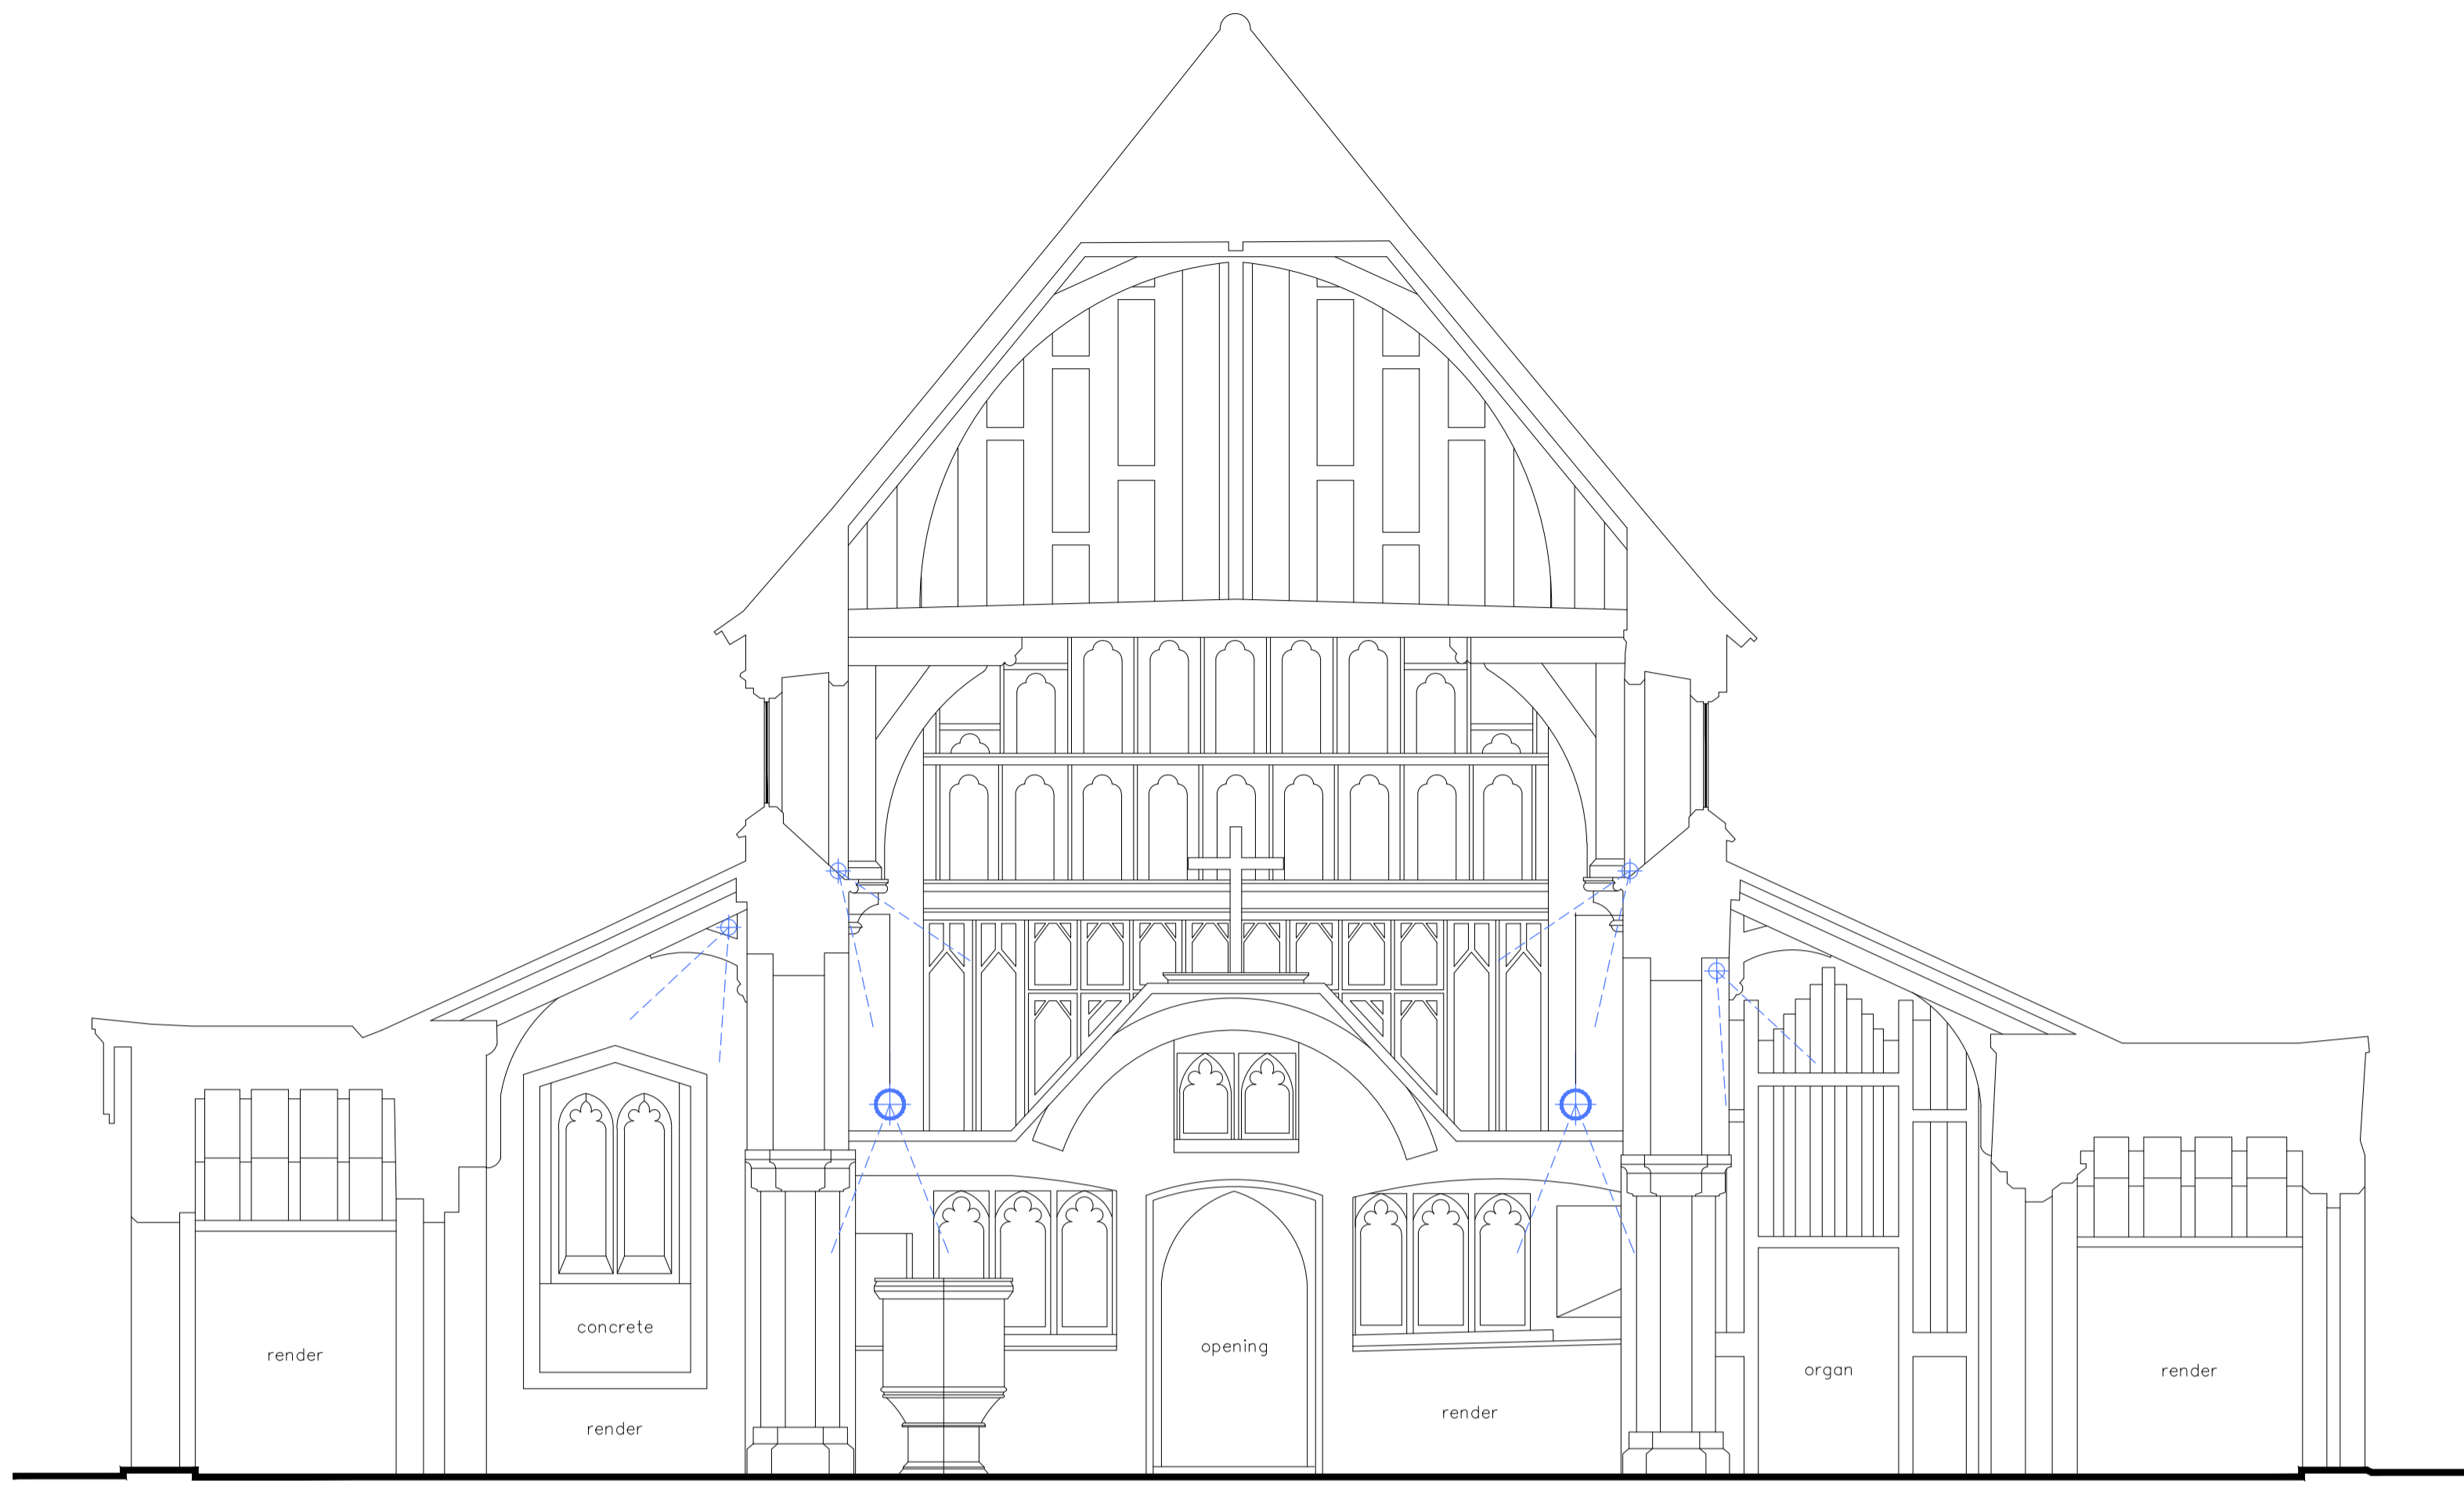 concrete
render
opening
organ
render
render
render